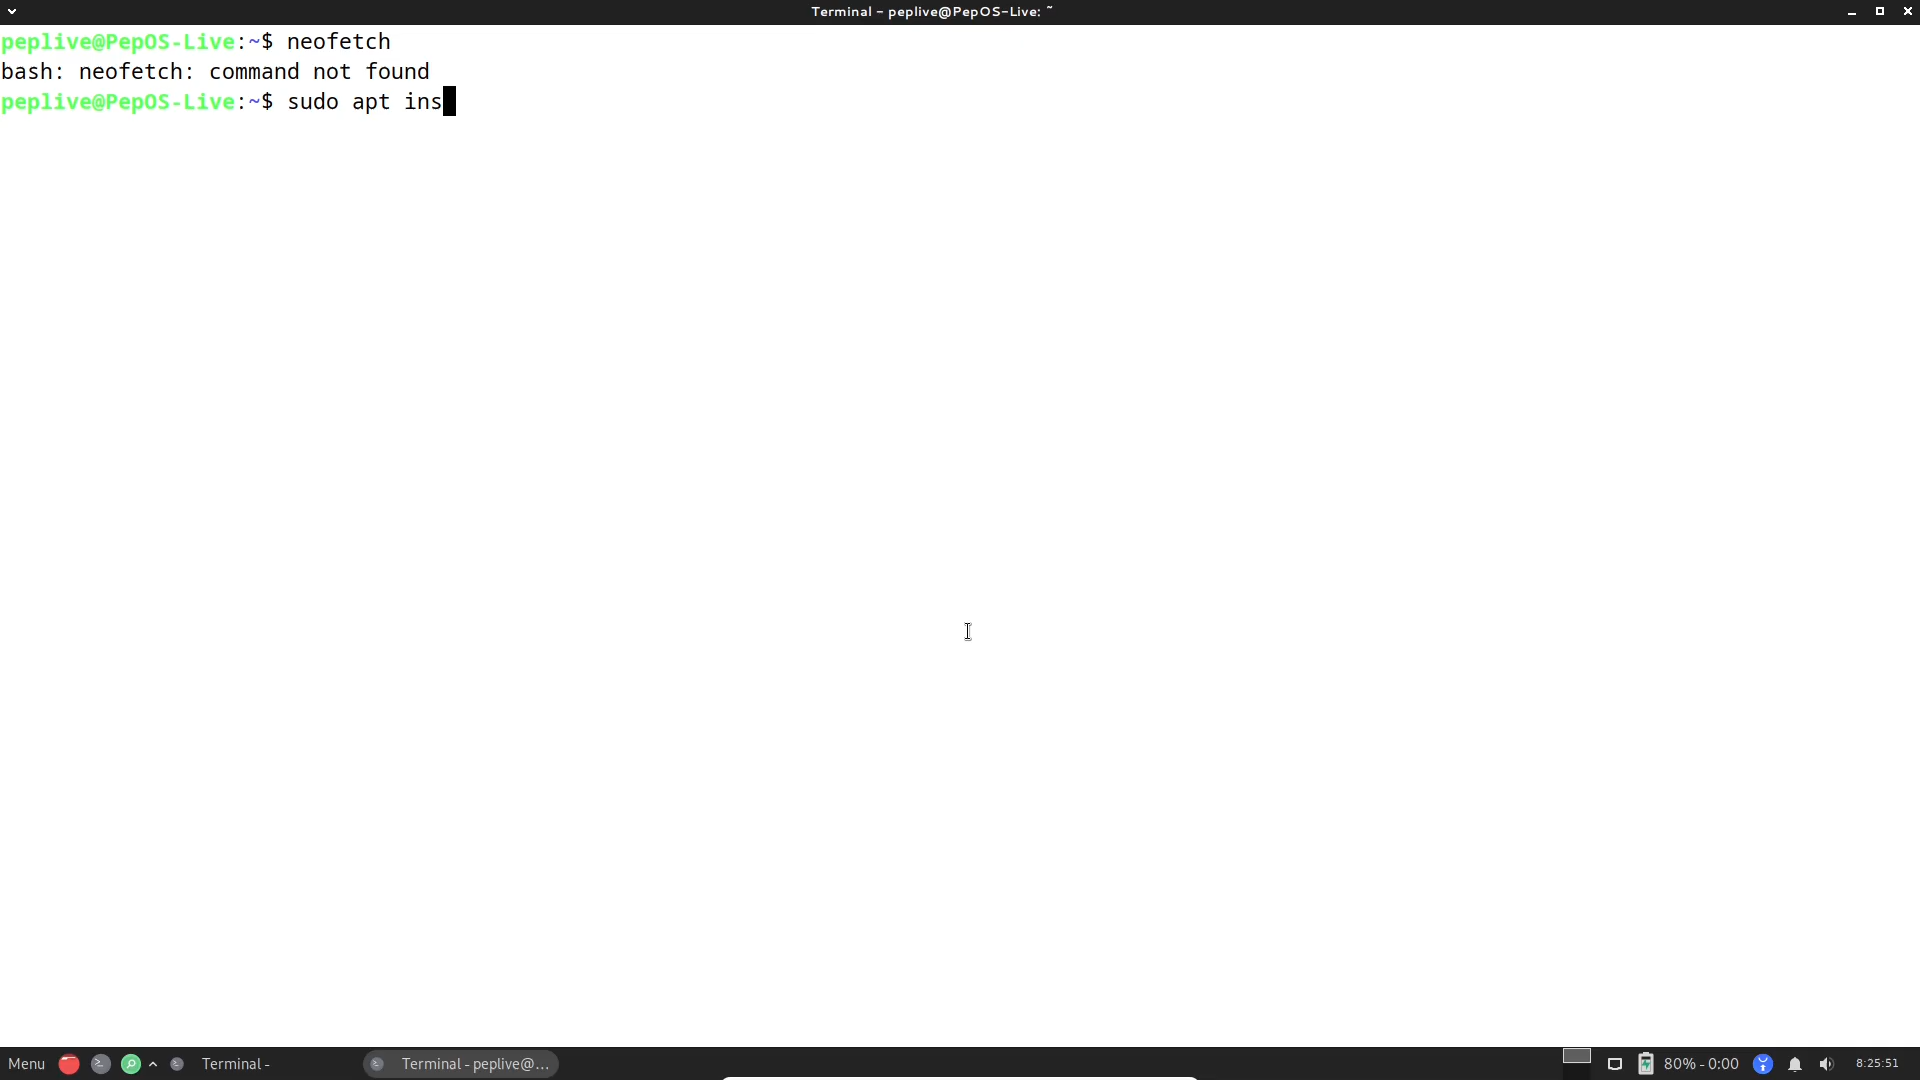 Terminal - peplive@PepOS-Live: ~
peplive@PepOS-Live:~$ neofetch
bash: neofetch: command not found
peplive@PepOS-Live:~$ sudo apt ins
Menu
Terminal -
Terminal - peplive@...
80% - 0:00
8:25:51